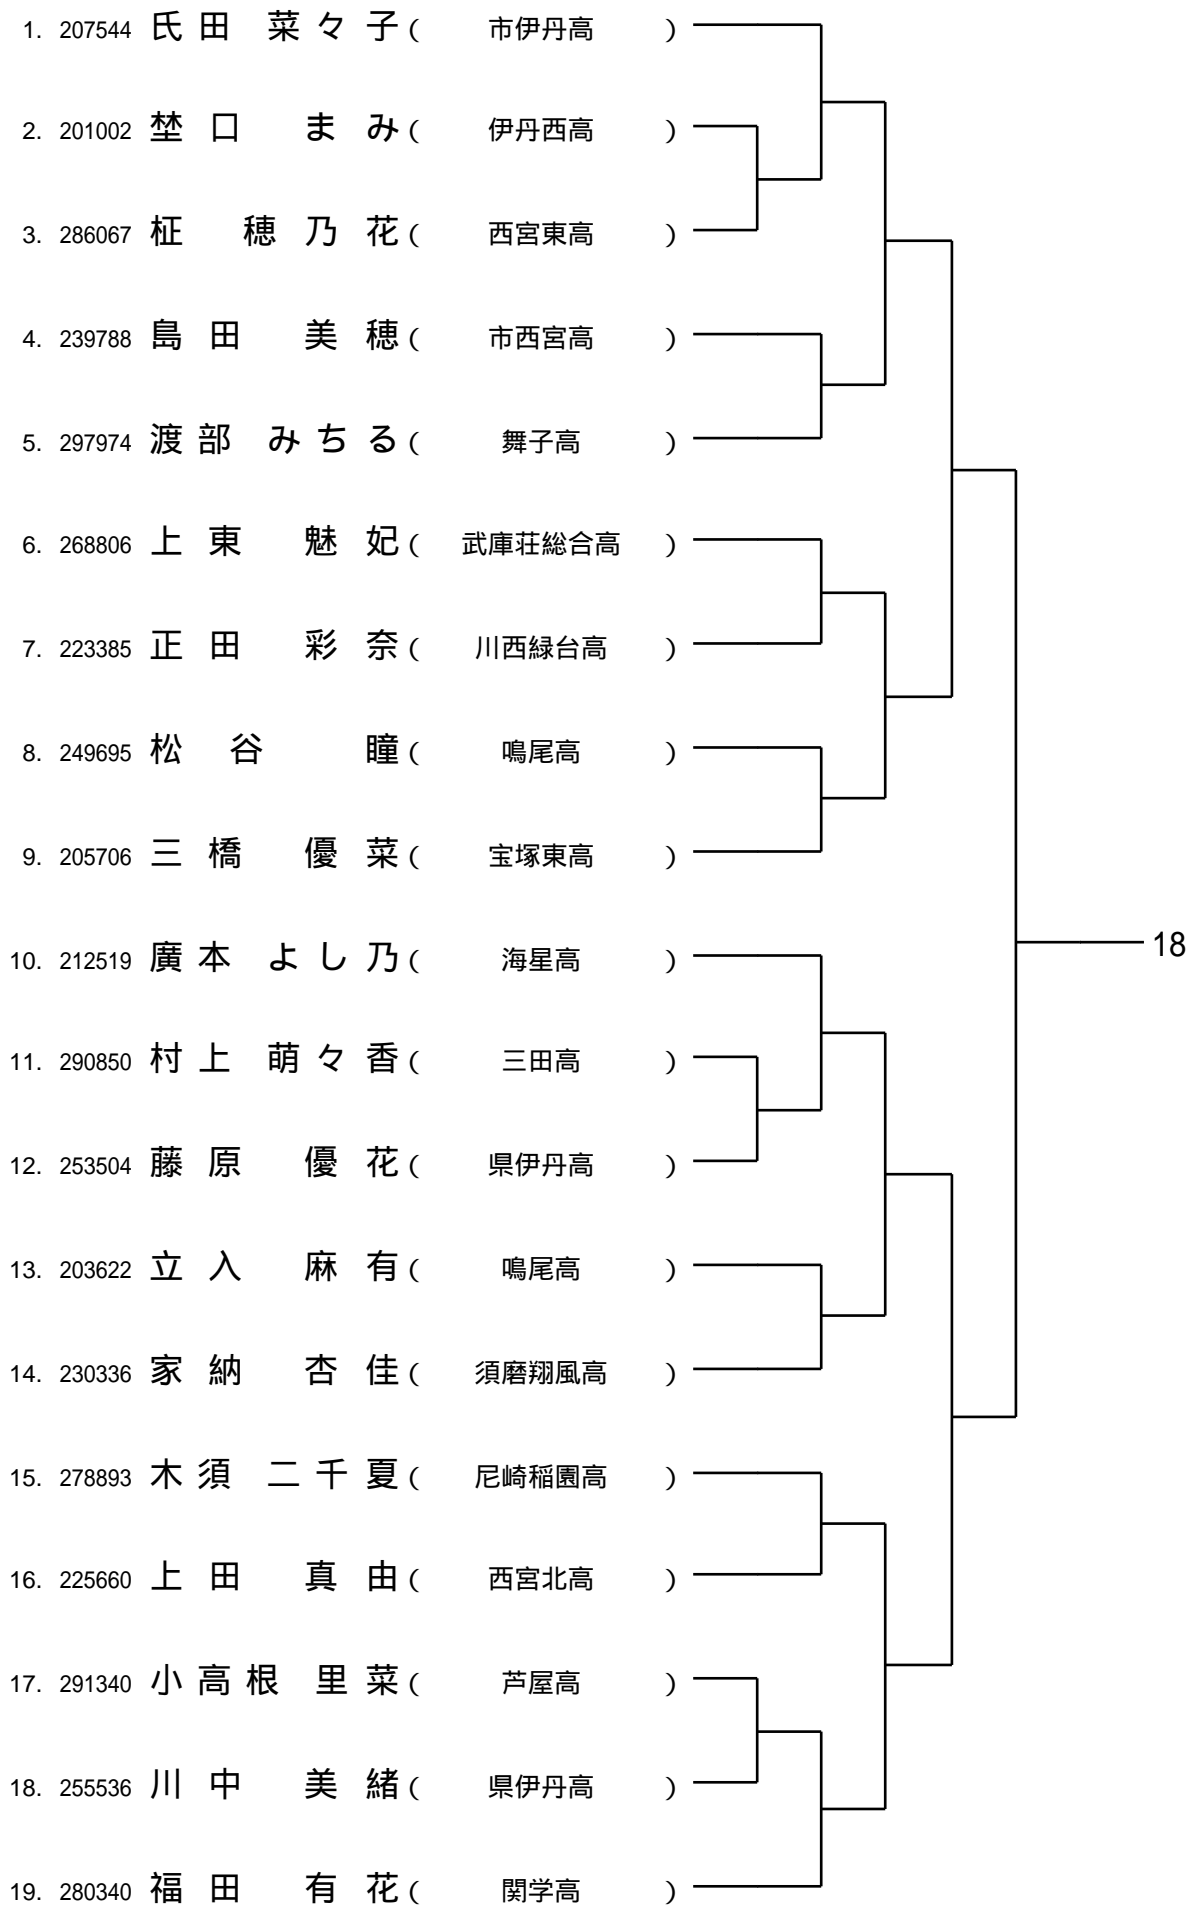 1. 207544 氏田 菜々子( 市伊丹高 )
2. 201002 埜口 まみ( 伊丹西高 )
3. 286067 柾 穂乃花( 西宮東高 )
4. 239788 島田 美穂( 市西宮高 )
5. 297974 渡部 みちる( 舞子高 )
6. 268806 上東 魅妃( 武庫荘総合高 )
7. 223385 正田 彩奈( 川西緑台高 )
8. 249695 松谷 瞳( 鳴尾高 )
9. 205706 三橋 優菜( 宝塚東高 )
18
10. 212519 廣本 よし乃( 海星高 )
11. 290850 村上 萌々香( 三田高 )
12. 253504 藤原 優花( 県伊丹高 )
13. 203622 立入 麻有( 鳴尾高 )
14. 230336 家納 杏佳( 須磨翔風高 )
15. 278893 木須 二千夏( 尼崎稲園高 )
16. 225660 上田 真由( 西宮北高 )
17. 291340 小高根 里菜( 芦屋高 )
18. 255536 川中 美緒( 県伊丹高 )
19. 280340 福田 有花( 関学高 )